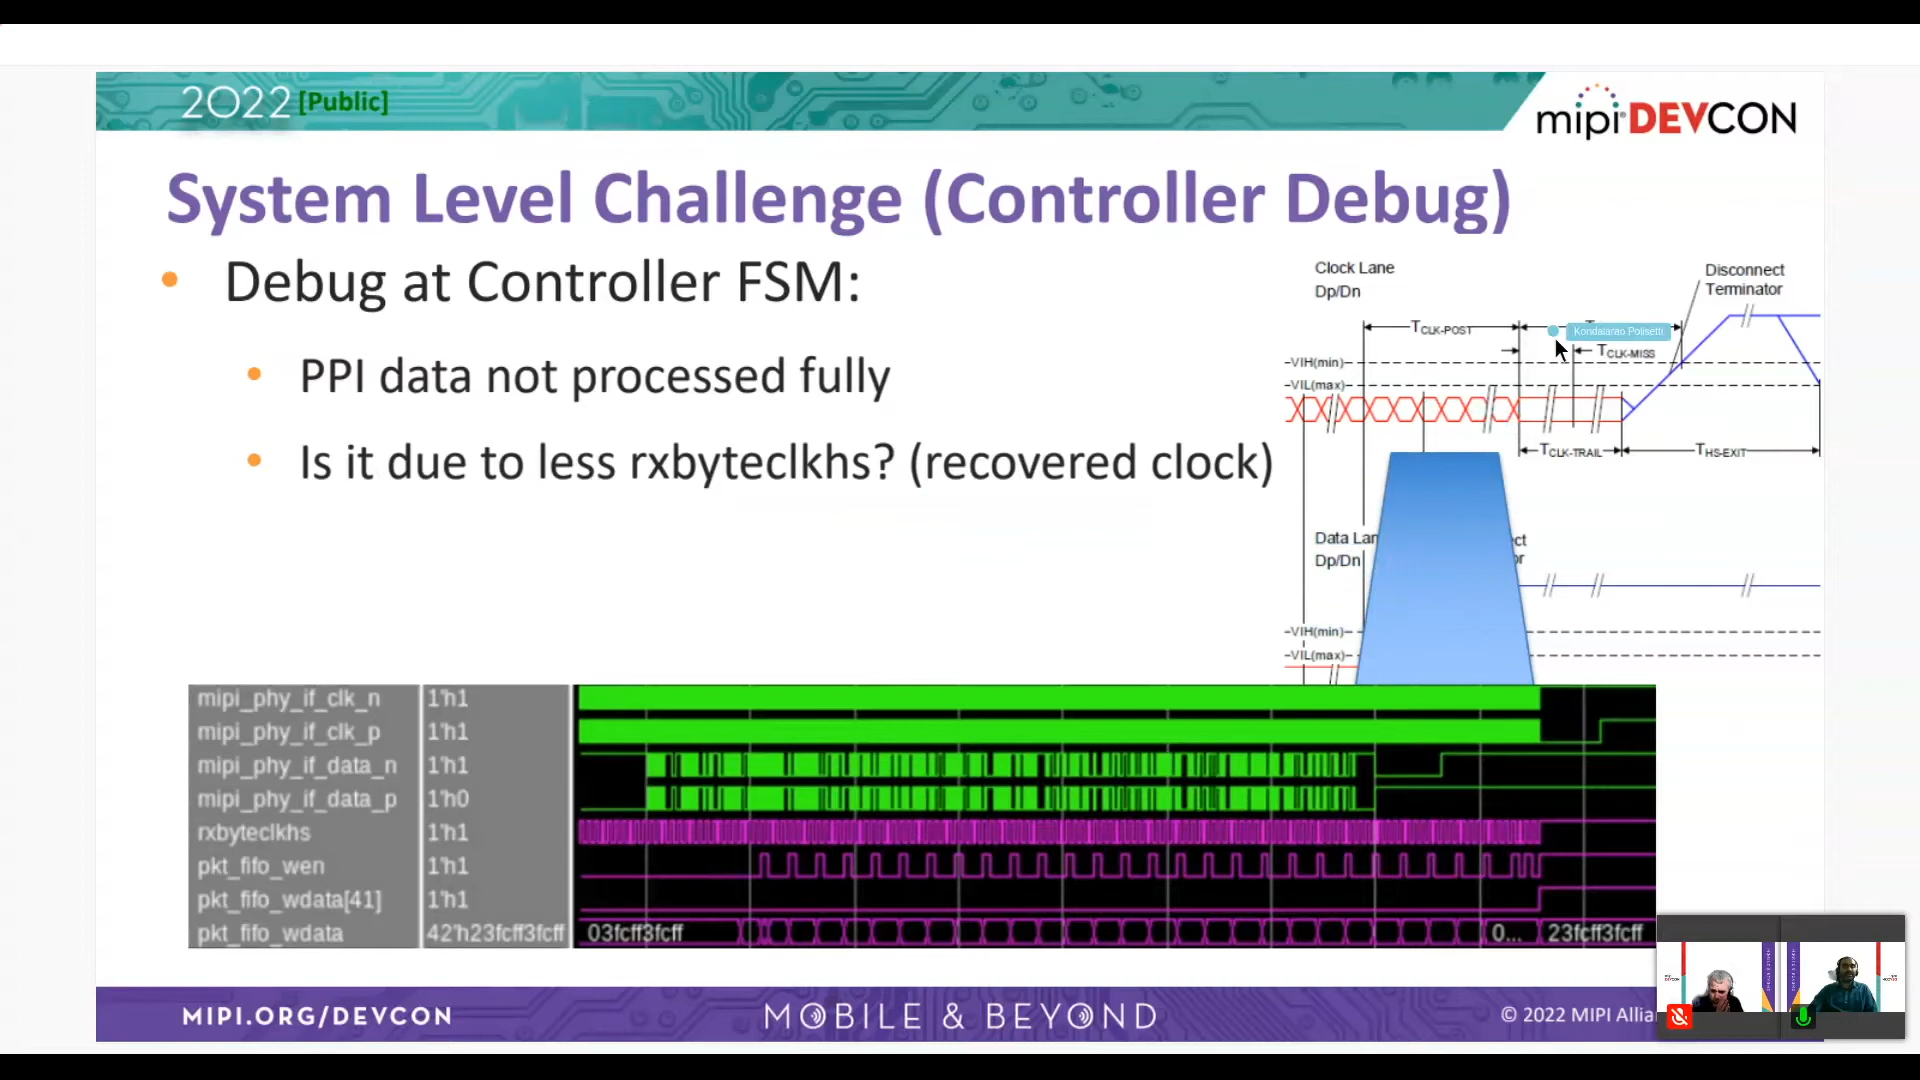 2022 [Public]
mipi DEVCON
System Level Challenge (Controller Debug)
Debug at Controller FSM:
PPI data not processed fully
Is it due to less rxbyteclkhs? (recovered clock)
Clock Lane
Dp/Dn
Disconnect
Terminator
TCLK-POST
Kondalarao Polisetti
TCLK-MISS
VIH(min)
VIL(max)
TCLK-TRAIL
THS-EXIT
Data Lan
Dp/Dn
VIH(min)
VIL(max)
mipi_phy_if_clk_n 1'h1
mipi_phy_if_clk_p 1'h1
mipi_phy_if_data_n 1'h1
mipi_phy_if_data_p 1'h0
rxbyteclkhs 1'h1
pkt_fifo_wen 1'h1
pkt_fifo_wdata[41] 1'h1
pkt_fifo_wdata 42'h23fcff3fcff 03fcff3fcff 0... 23fcff3fcff
MIPI.ORG/DEVCON
MOBILE & BEYOND
© 2022 MIPI Allia